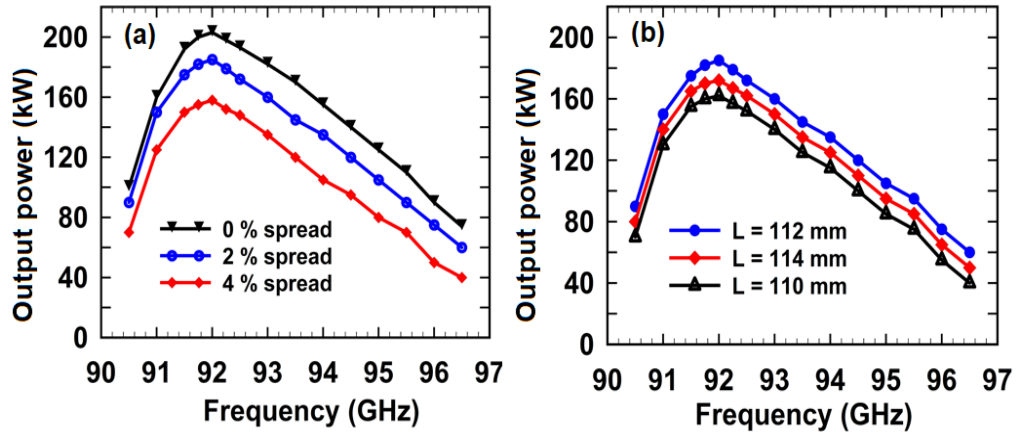 (a)
Output power (kW)
200
160
120
80
40
0
0 % spread
2 % spread
4 % spread
90 91 92 93 94 95 96 97
Frequency (GHz)
(b)
Output power (kW)
200
160
120
80
40
0
L = 112 mm
L = 114 mm
L = 110 mm
90 91 92 93 94 95 96 97
Frequency (GHz)